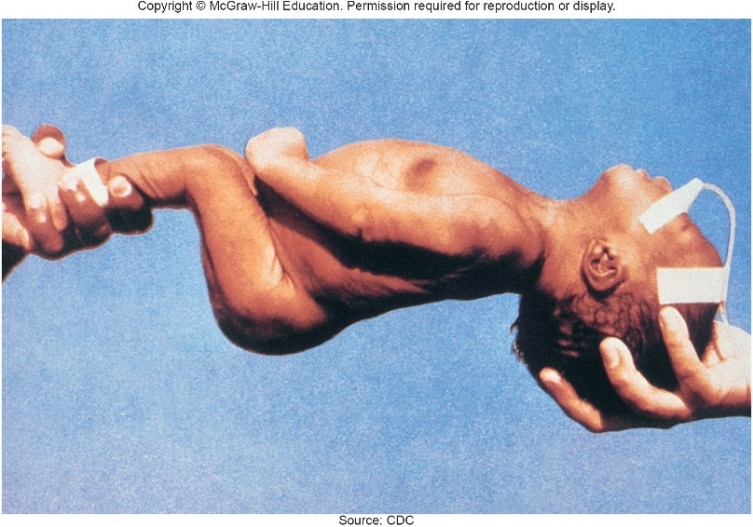 Copyright © McGraw-Hill Education. Permission required for reproduction or display.
Source: CDC